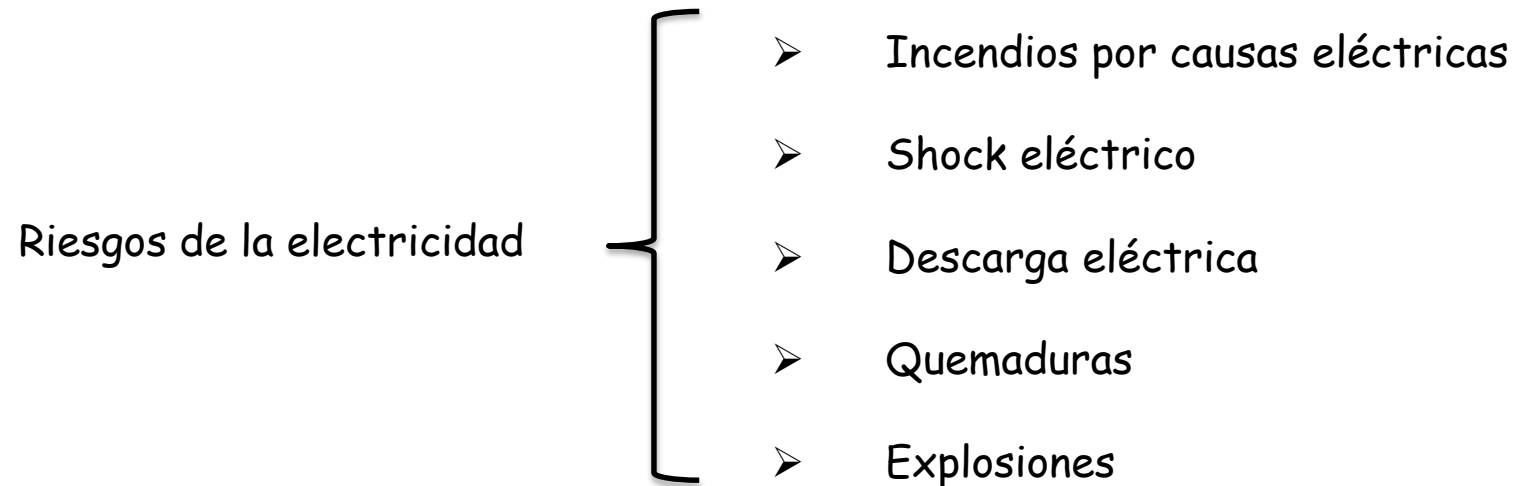 Riesgos de la electricidad
➢ Incendios por causas eléctricas
➢ Shock eléctrico
➢ Descarga eléctrica
➢ Quemaduras
➢ Explosiones